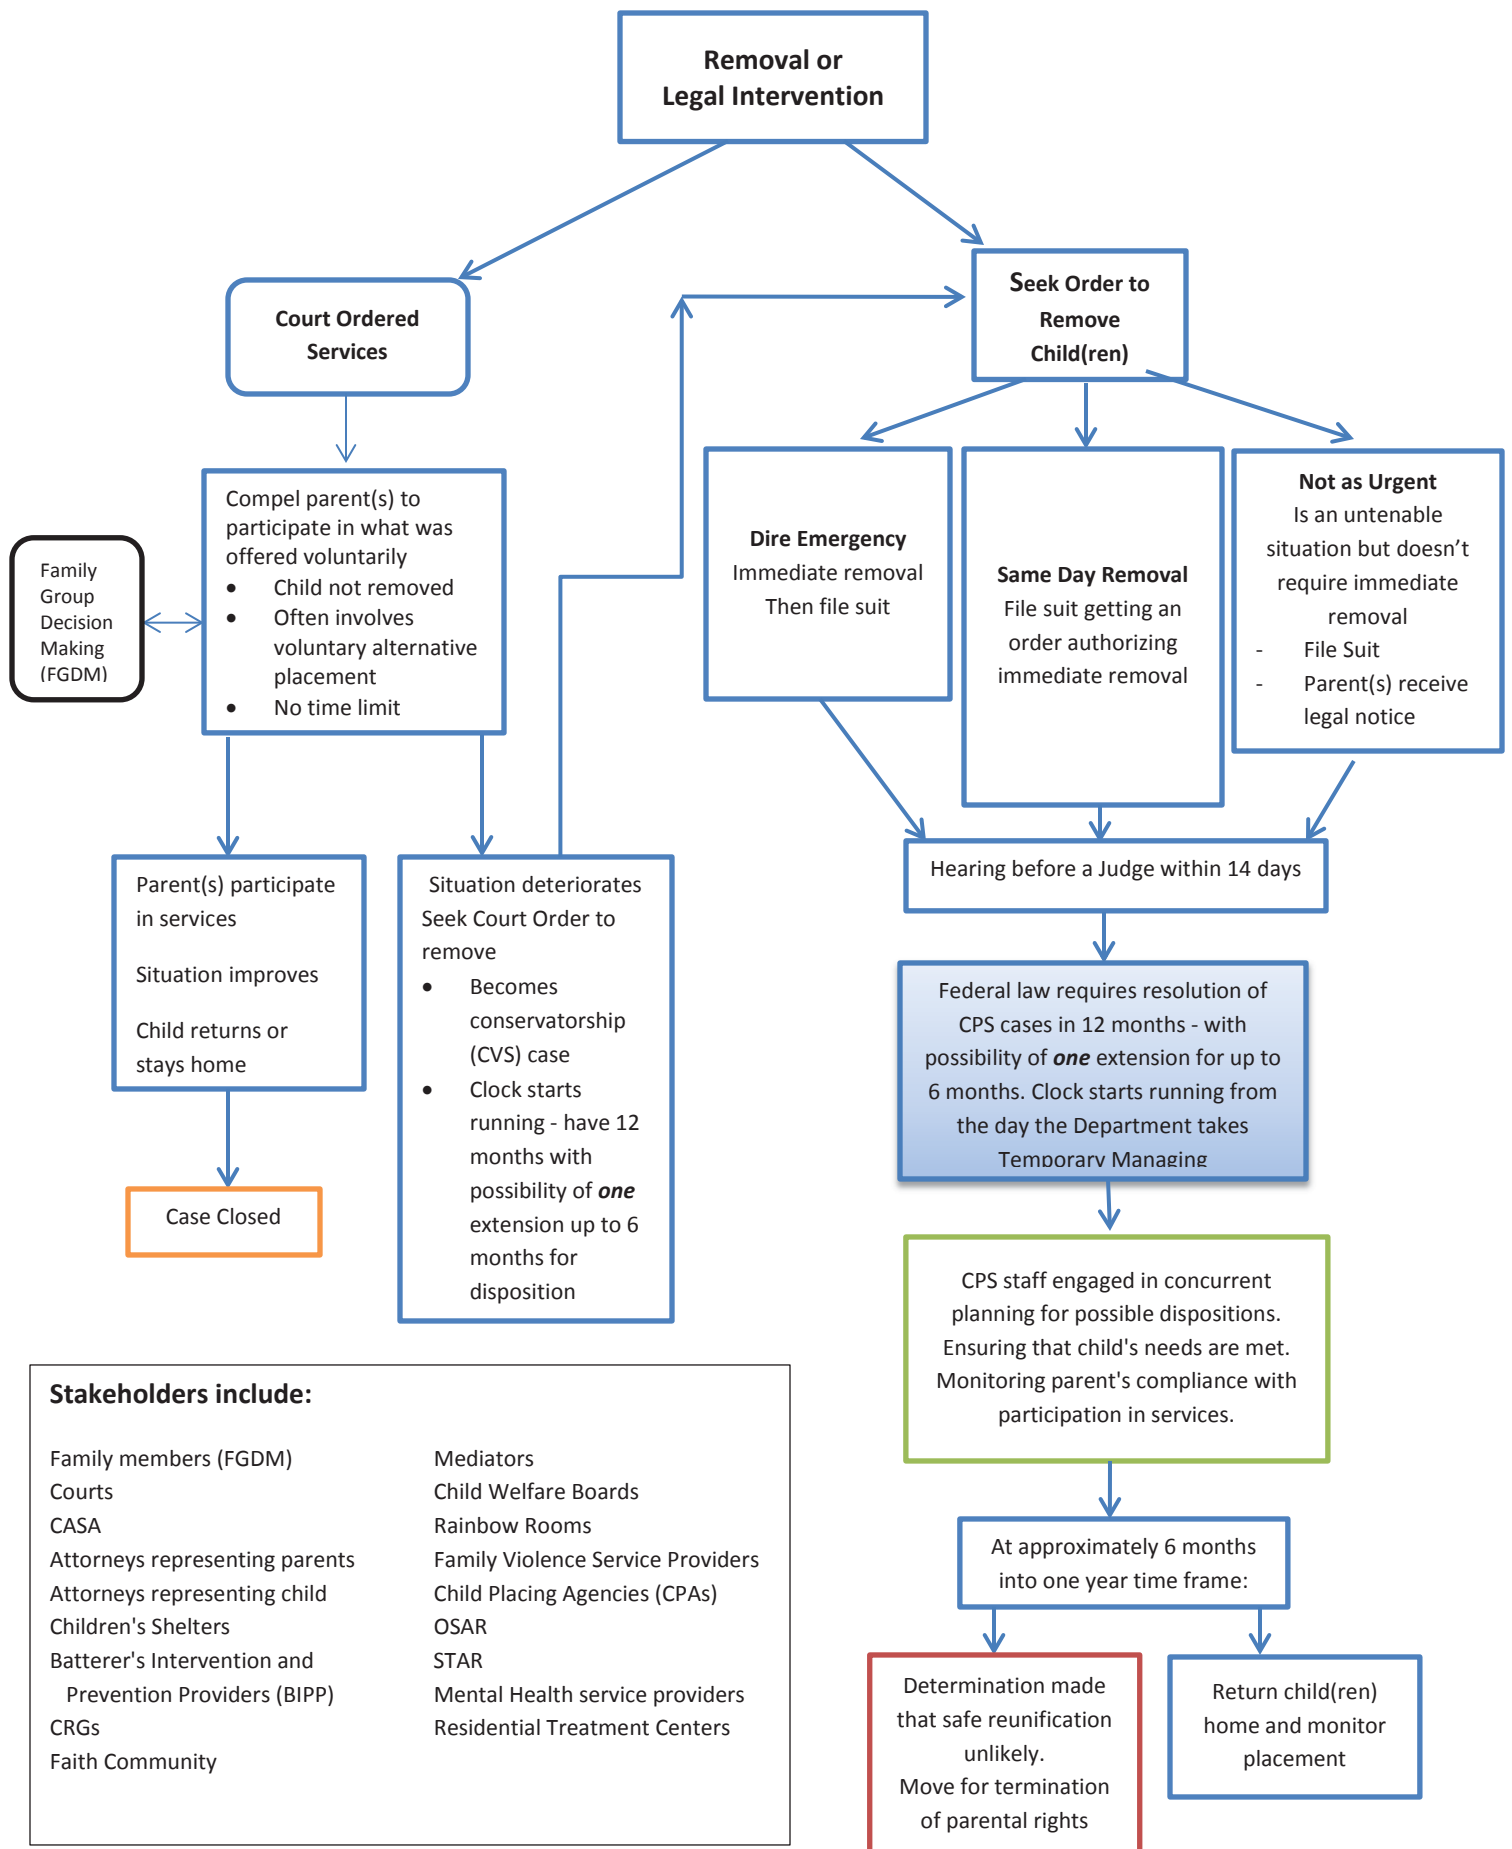 Removal or
Legal Intervention
Court Ordered
Services
Seek Order to
Remove
Child(ren)
Family
Group
Decision
Making
(FGDM)
Compel parent(s) to
participate in what was
offered voluntarily
• Child not removed
• Often involves
voluntary alternative
placement
• No time limit
Dire Emergency
Immediate removal
Then file suit
Same Day Removal
File suit getting an
order authorizing
immediate removal
Not as Urgent
Is an untenable
situation but doesn't
require immediate
removal
- File Suit
- Parent(s) receive
legal notice
Parent(s) participate
in services
Situation improves
Child returns or
stays home
Situation deteriorates
Seek Court Order to
remove
• Becomes
conservatorship
(CVS) case
• Clock starts
running - have 12
months with
possibility of one
extension up to 6
months for
disposition
Case Closed
Hearing before a Judge within 14 days
Federal law requires resolution of
CPS cases in 12 months - with
possibility of one extension for up to
6 months. Clock starts running from
the day the Department takes
Temporary Managing
CPS staff engaged in concurrent
planning for possible dispositions.
Ensuring that child's needs are met.
Monitoring parent's compliance with
participation in services.
At approximately 6 months
into one year time frame:
Determination made
that safe reunification
unlikely.
Move for termination
of parental rights
Return child(ren)
home and monitor
placement
Stakeholders include:
Family members (FGDM)
Courts
CASA
Attorneys representing parents
Attorneys representing child
Children's Shelters
Batterer's Intervention and
Prevention Providers (BIPP)
CRGs
Faith Community
Mediators
Child Welfare Boards
Rainbow Rooms
Family Violence Service Providers
Child Placing Agencies (CPAs)
OSAR
STAR
Mental Health service providers
Residential Treatment Centers